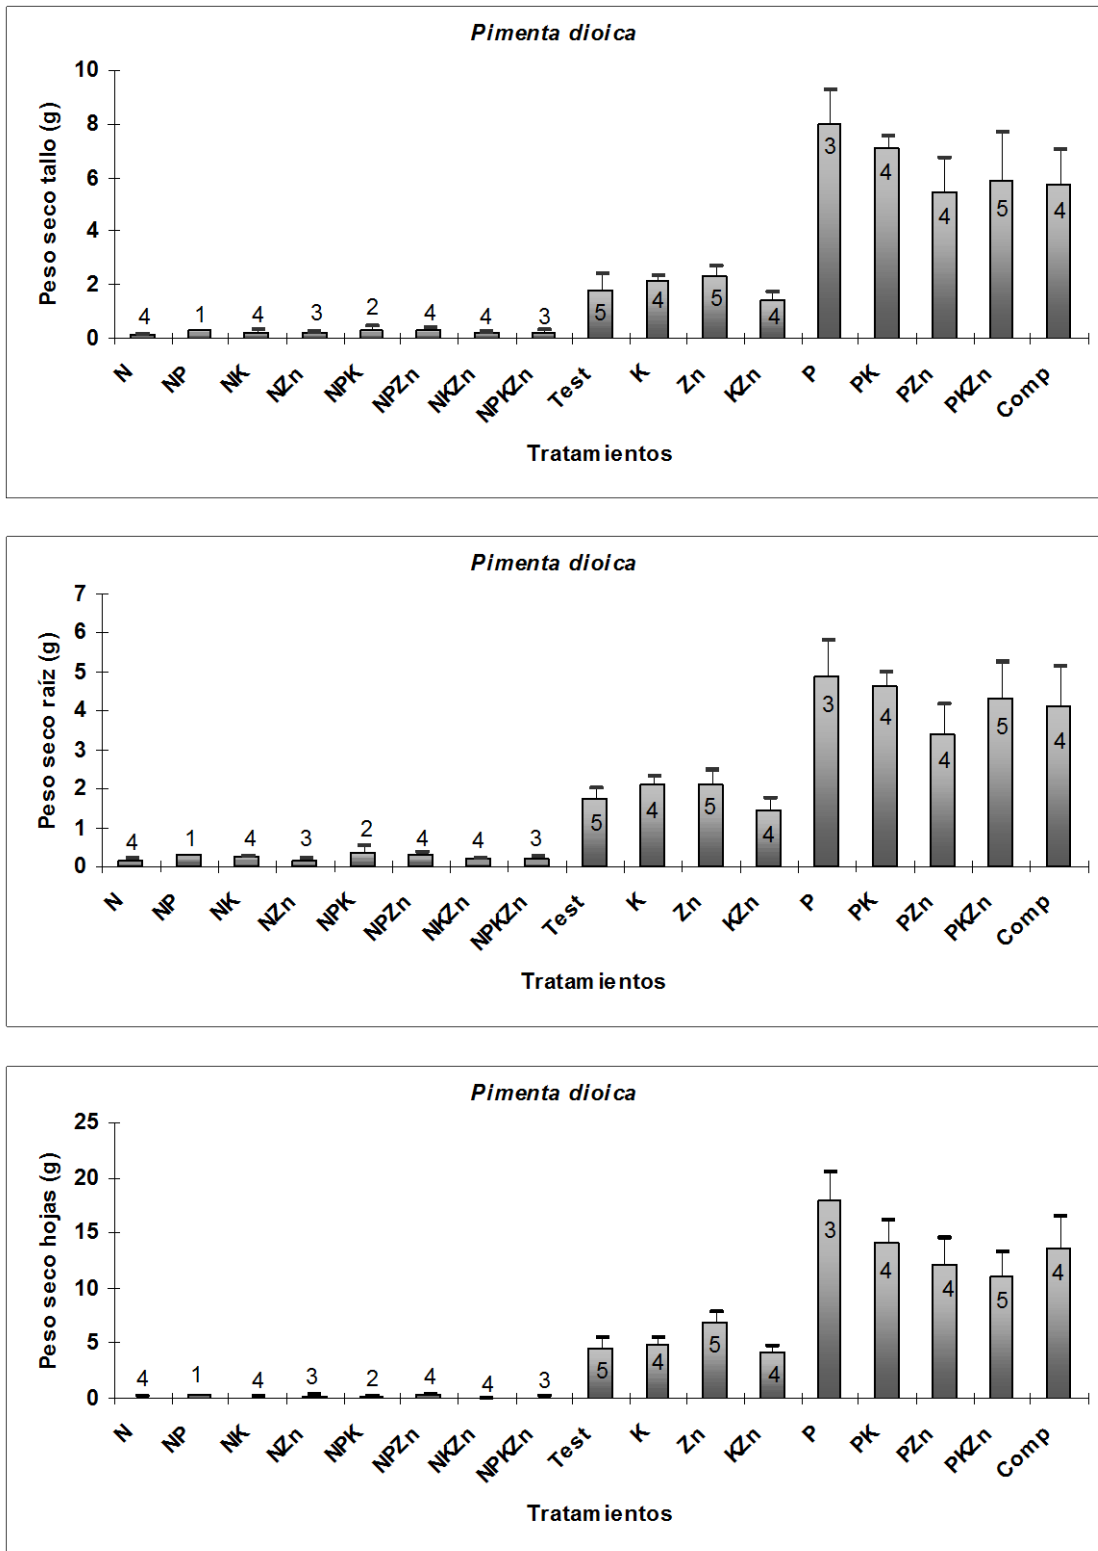 Pimenta dioica
Peso seco tallo (g)
10
8
6
4
2
0
4 1 4 3 2 4 4 3 5 4 5 4 3 4 4 5 4
N NP NK NZn NPK NPZn NKZn NPKZn Test K Zn KZn P PK PZn PKZn Comp
Tratamientos
Pimenta dioica
Peso seco raíz (g)
7
6
5
4
3
2
1
0
4 1 4 3 2 4 4 3 5 4 5 4 3 4 4 5 4
N NP NK NZn NPK NPZn NKZn NPKZn Test K Zn KZn P PK PZn PKZn Comp
Tratamientos
Pimenta dioica
Peso seco hojas (g)
25
20
15
10
5
0
4 1 4 3 2 4 4 3 5 4 5 4 3 4 4 5 4
N NP NK NZn NPK NPZn NKZn NPKZn Test K Zn KZn P PK PZn PKZn Comp
Tratamientos